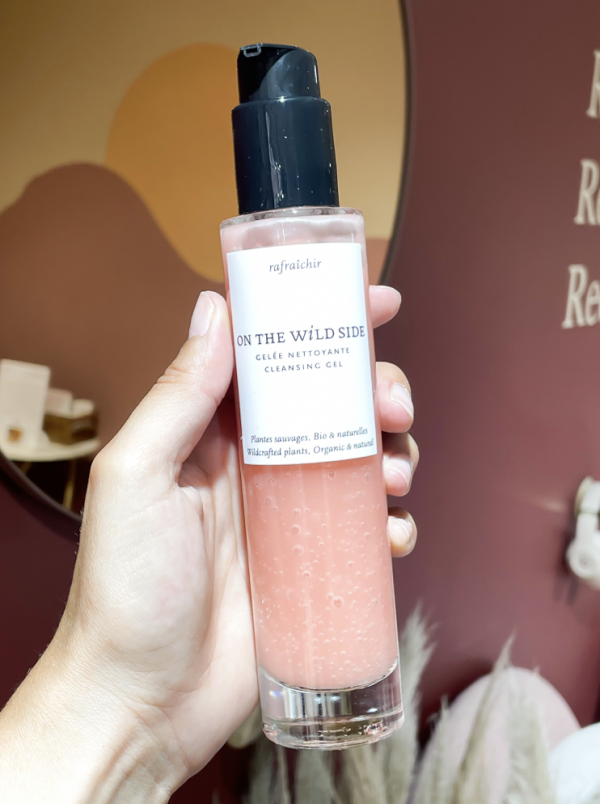 rafraîchir
ON THE WiLD SIDE
GELÉE NETTOYANTE
CLEANSING GEL
Plantes sauvages, Bio & naturelles
Wildcrafted plants, Organic & natural